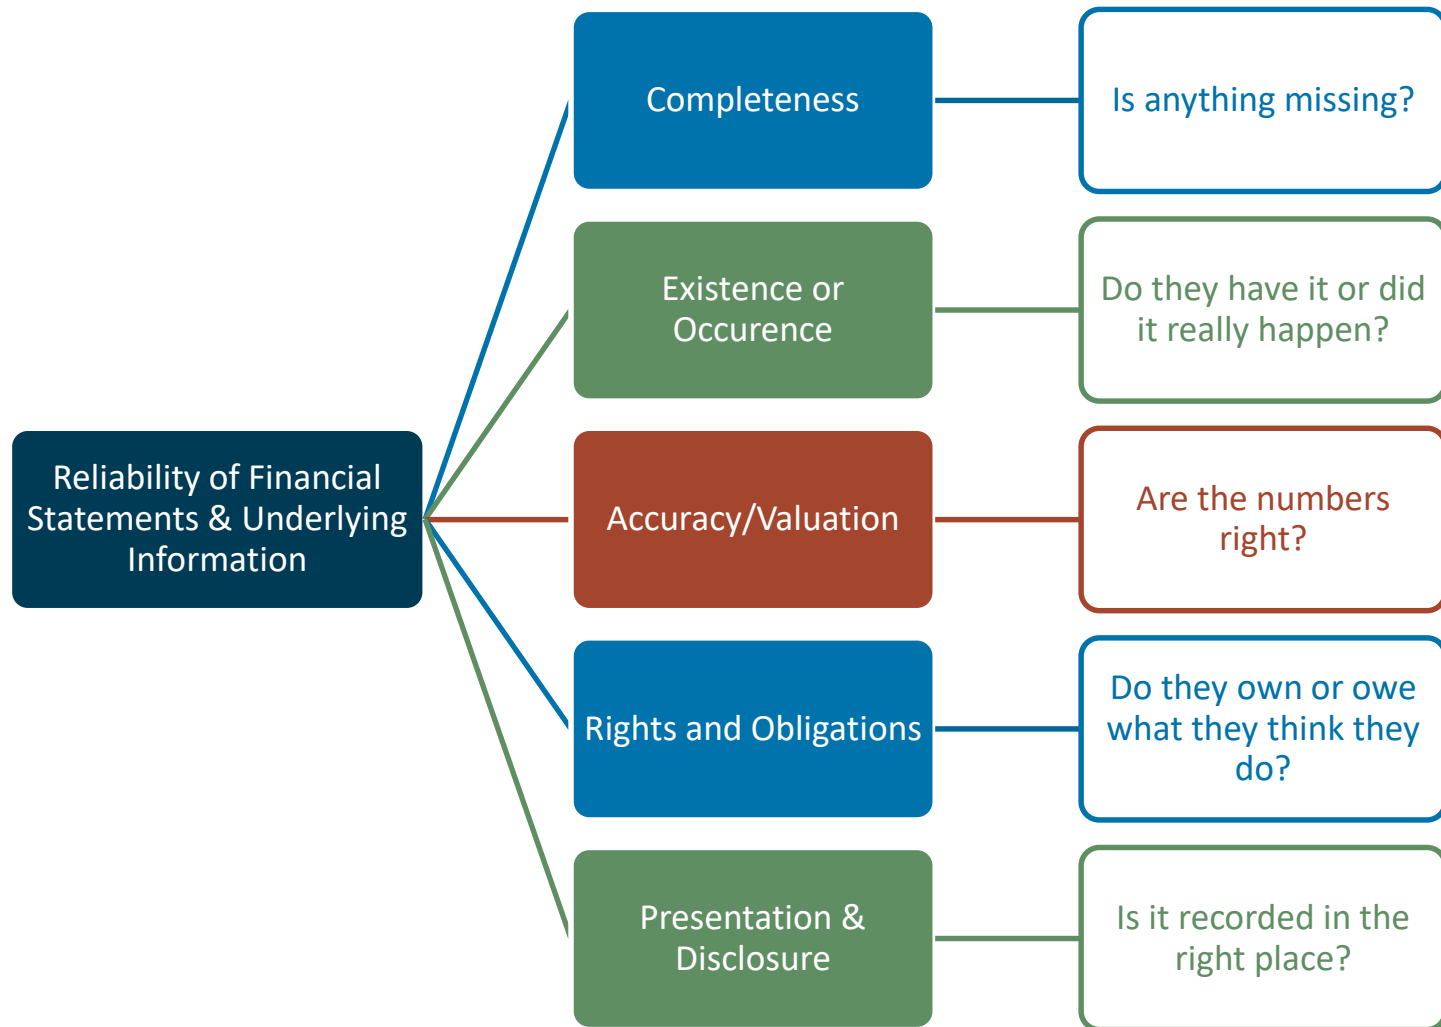 Completeness
Is anything missing?
Existence or
Occurence
Do they have it or did
it really happen?
Reliability of Financial
Statements & Underlying
Information
Accuracy/Valuation
Are the numbers
right?
Rights and Obligations
Do they own or owe
what they think they
do?
Presentation &
Disclosure
Is it recorded in the
right place?